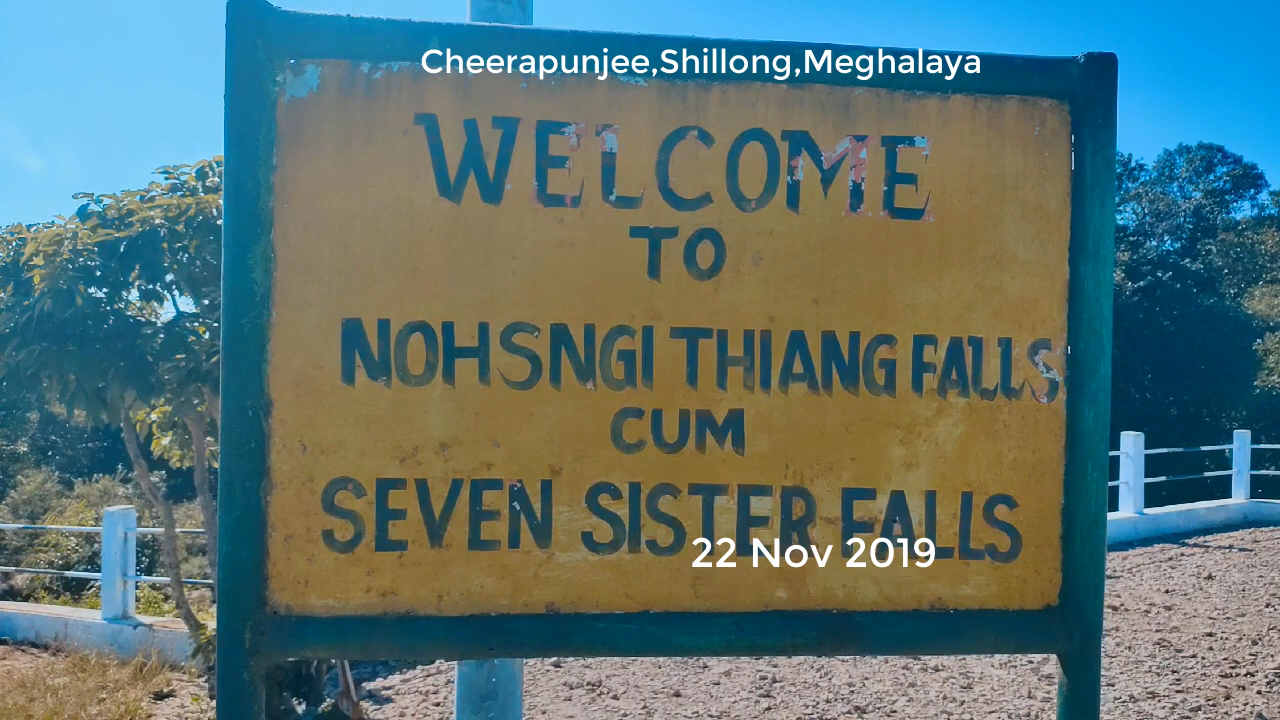 Cheerapunjee,Shillong,Meghalaya
WELCOME
TO
NOHSNGI THIANG FALLS
CUM
SEVEN SISTER FALLS
22 Nov 2019